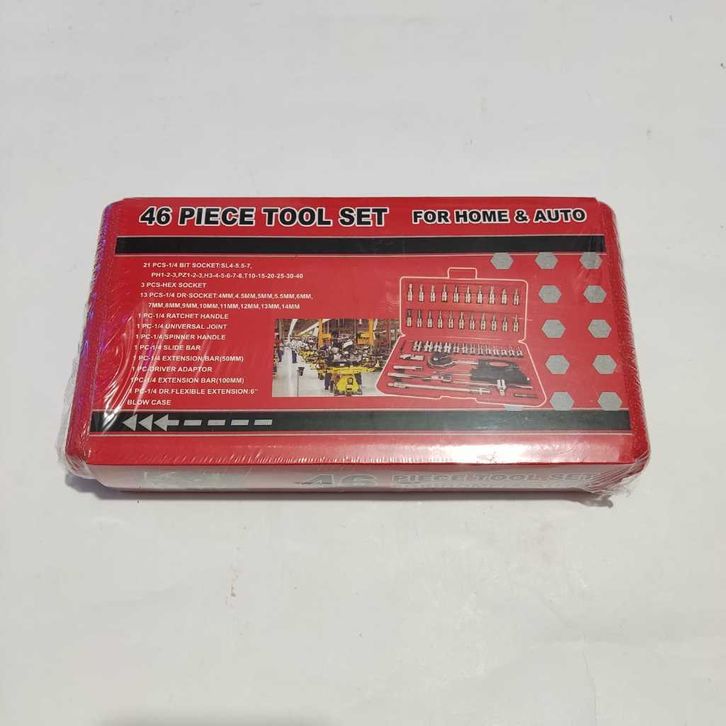 46 PIECE TOOL SET FOR HOME & AUTO
21 PCS-1/4 BIT SOCKET:SL4-5.5-7,
PH1-2-3,PZ1-2-3,H3-4-5-6-7-8,T10-15-20-25-30-40
3 PCS-HEX SOCKET
13 PCS-1/4 DR-SOCKET:4MM,4.5MM,5MM,5.5MM,6MM,
7MM,8MM,9MM,10MM,11MM,12MM,13MM,14MM
1 PC-1/4 RATCHET HANDLE
1 PC-1/4 UNIVERSAL JOINT
1 PC-1/4 SPINNER HANDLE
1 PC-1/4 SLIDE BAR
1 PC-1/4 EXTENSION BAR(50MM)
1 PC/DRIVER ADAPTOR
1PC-1/4 EXTENSION BAR(100MM)
1 PC-1/4 DR.FLEXIBLE EXTENSION:6"
BLOW CASE
46 PIECE TOOL SET